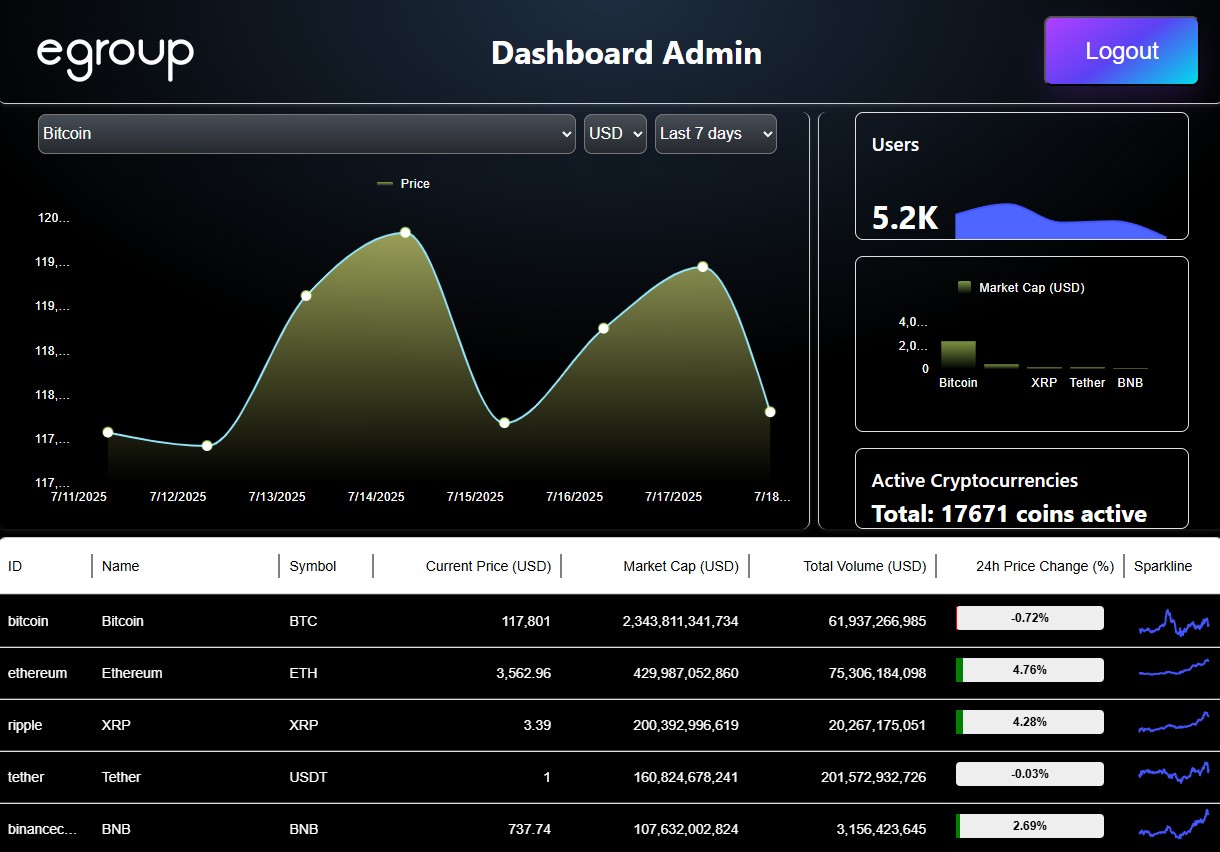 egroup
Dashboard Admin
Logout
Bitcoin
USD
Last 7 days
Price
120...
119,...
119,...
118,...
118,...
117,...
117,...
7/11/2025 7/12/2025 7/13/2025 7/14/2025 7/15/2025 7/16/2025 7/17/2025 7/18...
Users
5.2K
Market Cap (USD)
4,0...
2,0...
0
Bitcoin XRP Tether BNB
Active Cryptocurrencies
Total: 17671 coins active
ID Name Symbol Current Price (USD) Market Cap (USD) Total Volume (USD) 24h Price Change (%) Sparkline
bitcoin Bitcoin BTC 117,801 2,343,811,341,734 61,937,266,985 -0.72%
ethereum Ethereum ETH 3,562.96 429,987,052,860 75,306,184,098 4.76%
ripple XRP XRP 3.39 200,392,996,619 20,267,175,051 4.28%
tether Tether USDT 1 160,824,678,241 201,572,932,726 -0.03%
binancec... BNB BNB 737.74 107,632,002,824 3,156,423,645 2.69%